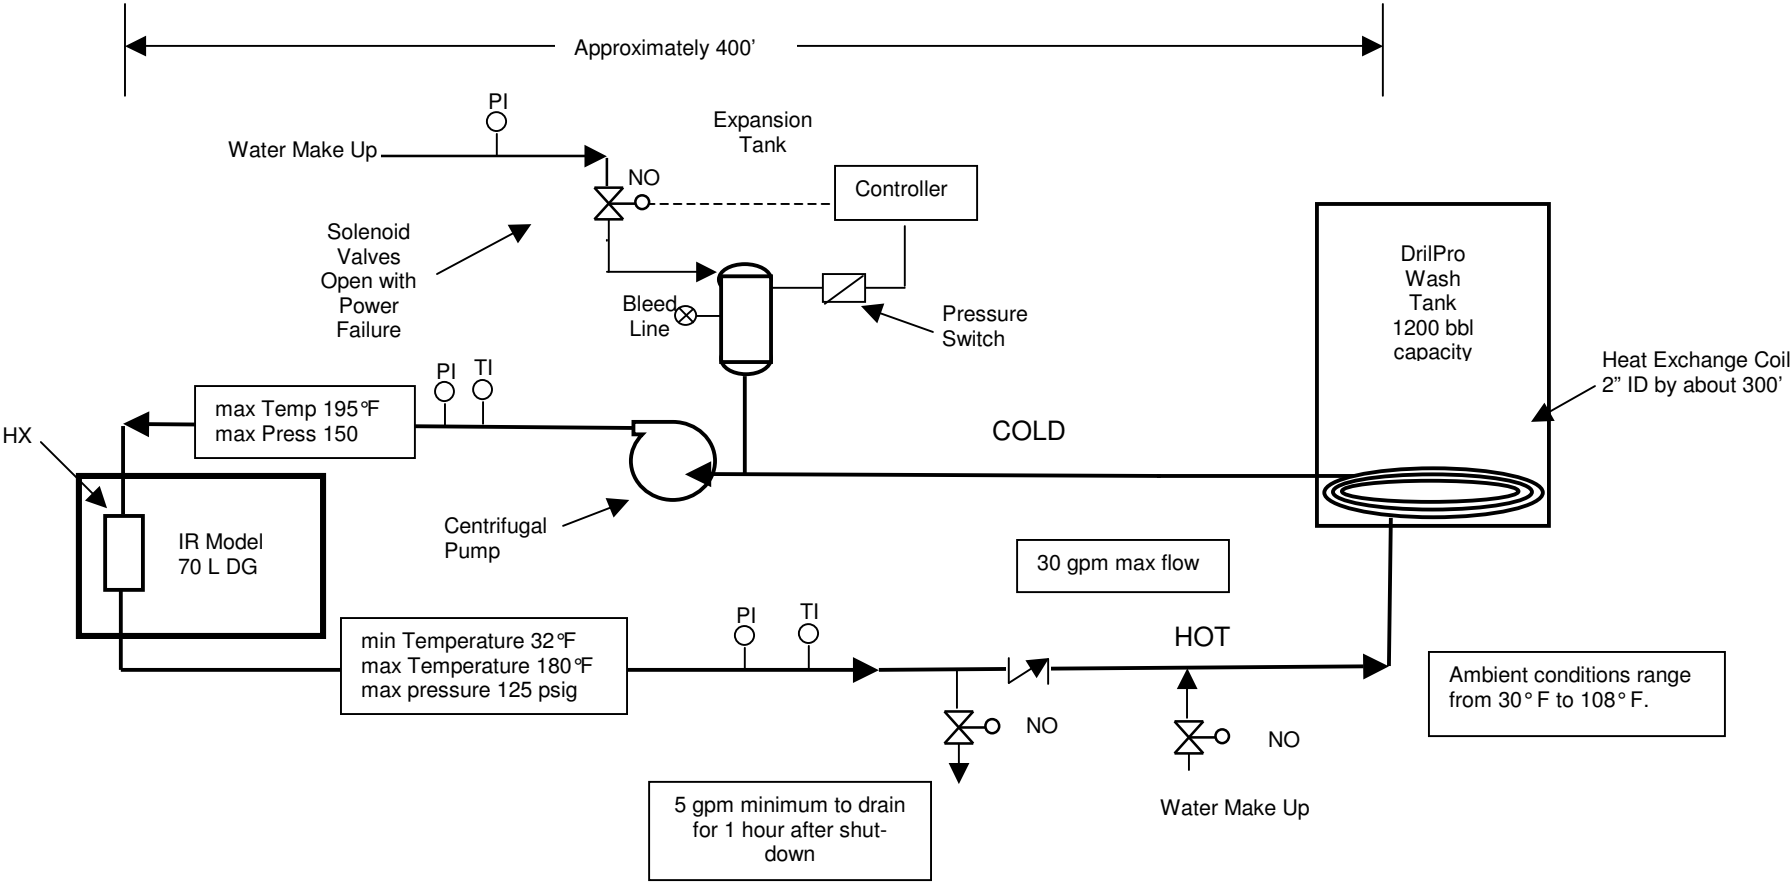 Approximately 400’
PI
Water Make Up
NO
Expansion
Tank
Controller
Solenoid
Valves
Open with
Power
Failure
Bleed
Line
Pressure
Switch
DrilPro
Wash
Tank
1200 bbl
capacity
Heat Exchange Coil
2” ID by about 300’
PI
TI
max Temp 195°F
max Press 150
HX
COLD
IR Model
70 L DG
Centrifugal
Pump
30 gpm max flow
min Temperature 32°F
max Temperature 180°F
max pressure 125 psig
PI
TI
HOT
Ambient conditions range
from 30° F to 108° F.
NO
NO
5 gpm minimum to drain
for 1 hour after shut-
down
Water Make Up